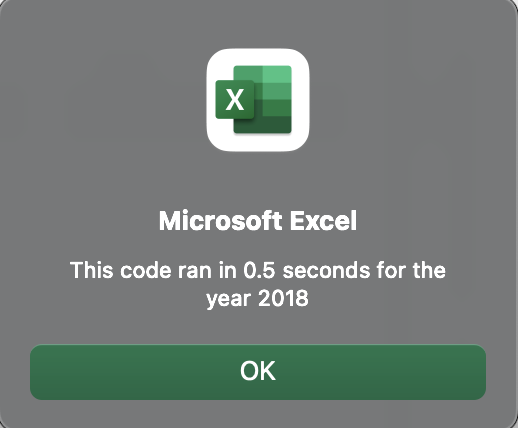 X
Microsoft Excel
This code ran in 0.5 seconds for the
year 2018
OK